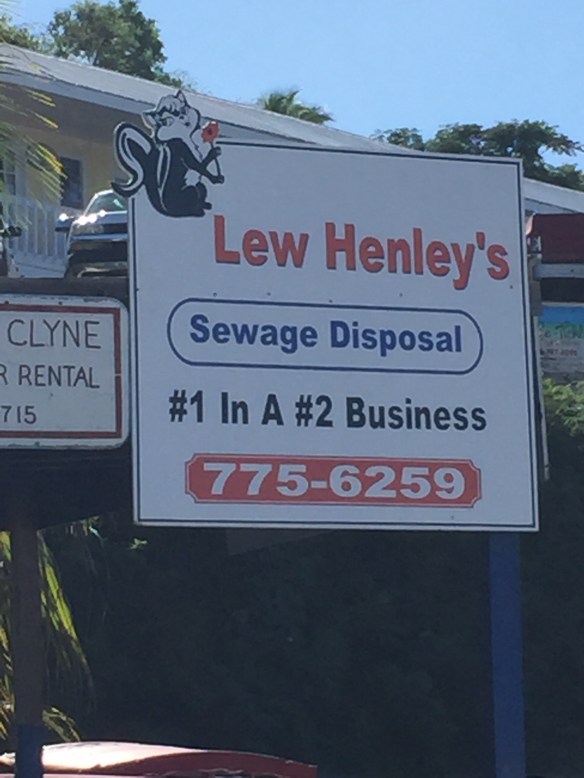 Lew Henley's
Sewage Disposal
#1 In A #2 Business
775-6259
CLYNE
R RENTAL
715